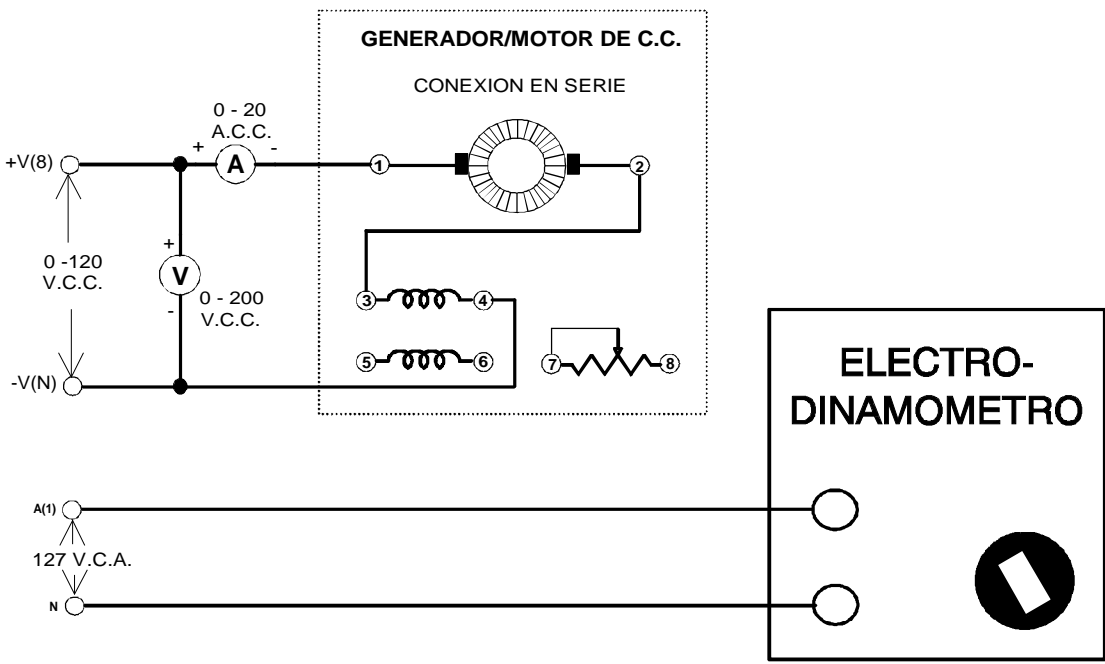 GENERADOR/MOTOR DE C.C.
CONEXION EN SERIE
0 - 20
A.C.C.
+ -
+V(8)
A
1
2
0 -120
V.C.C.
+
V
0 - 200
V.C.C.
-
3
4
5
6
7
8
-V(N)
ELECTRO-
DINAMOMETRO
A(1)
127 V.C.A.
N